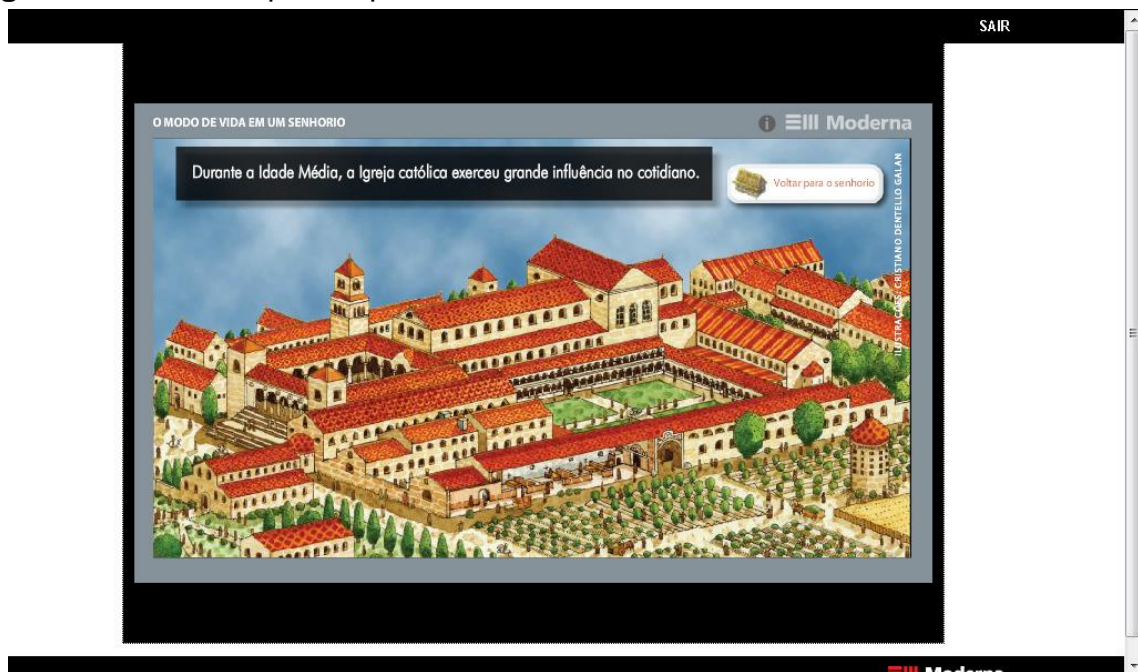 SAIR
O MODO DE VIDA EM UM SENHORIO
Moderna
Durante a Idade Média, a Igreja católica exerceu grande influência no cotidiano.
Voltar para o senhorio
ILUSTRAÇÕES: CRISTIANO DENTELLO GALAN
Moderna